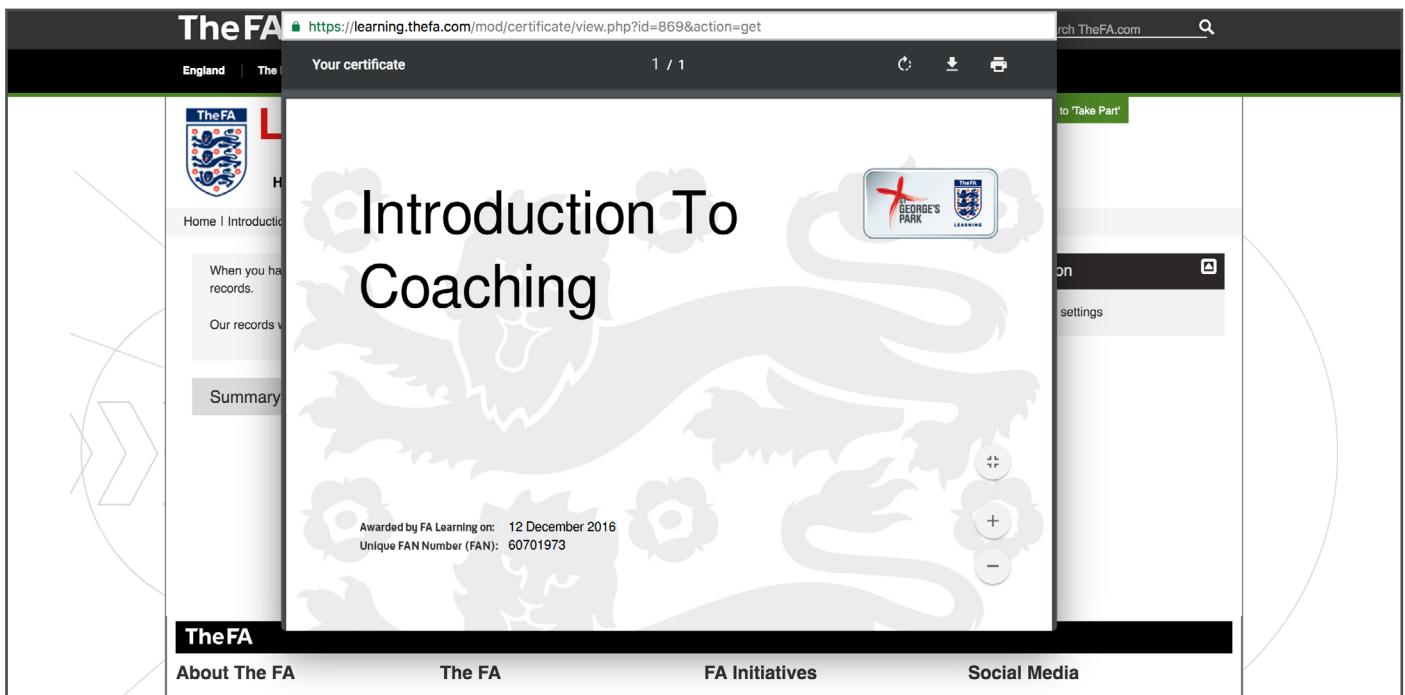 TheFA
https://learning.thefa.com/mod/certificate/view.php?id=869&action=get
rch TheFA.com
England
The
Your certificate
1 / 1
TheFA
L
to 'Take Part'
H
Introduction To
Coaching
ST
GEORGE'S
PARK
TheFA
LEARNING
Home | Introductio
When you ha
records.
Our records w
on
settings
Summary
Awarded by FA Learning on: 12 December 2016
Unique FAN Number (FAN): 60701973
TheFA
About The FA
The FA
FA Initiatives
Social Media